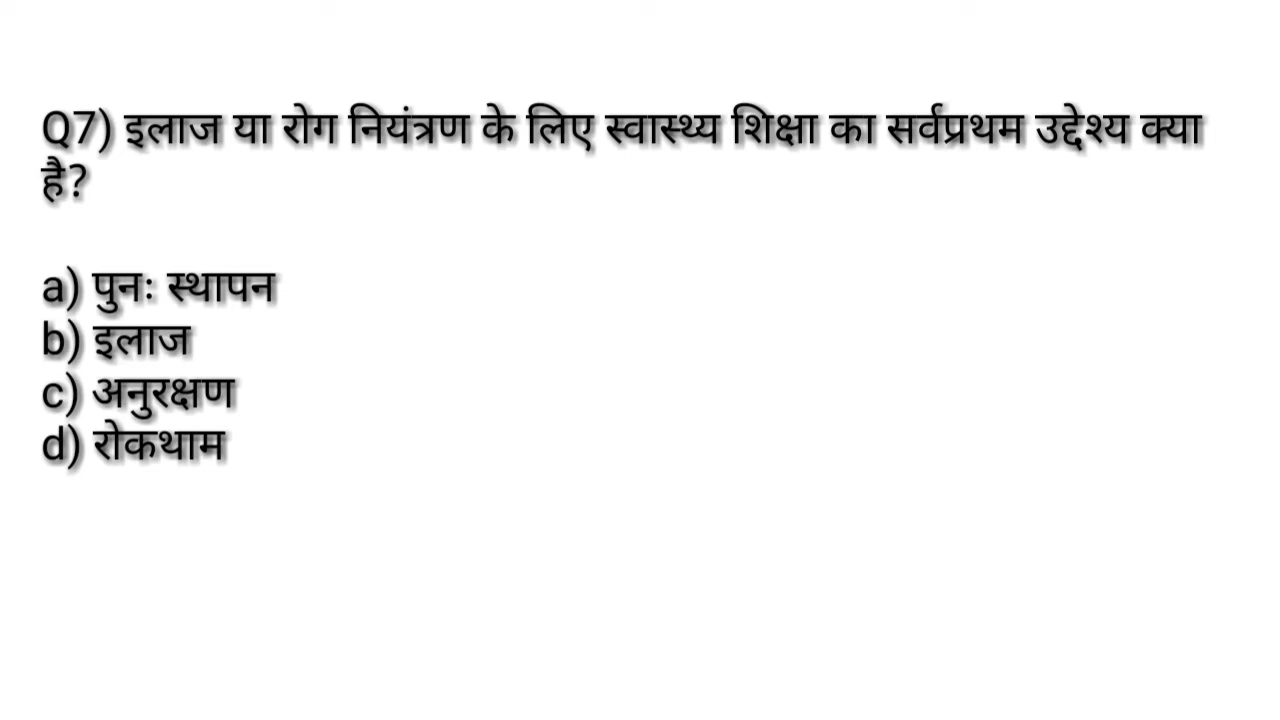 Q7) इलाज या रोग नियंत्रण के लिए स्वास्थ्य शिक्षा का सर्वप्रथम उद्देश्य क्या
है?
a) पुनः स्थापन
b) इलाज
c) अनुरक्षण
d) रोकथाम